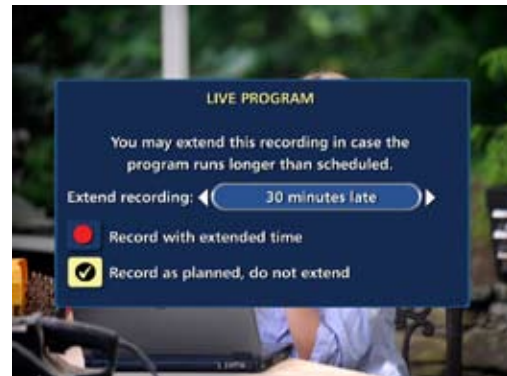 LIVE PROGRAM
You may extend this recording in case the
program runs longer than scheduled.
Extend recording: 30 minutes late
Record with extended time
Record as planned, do not extend